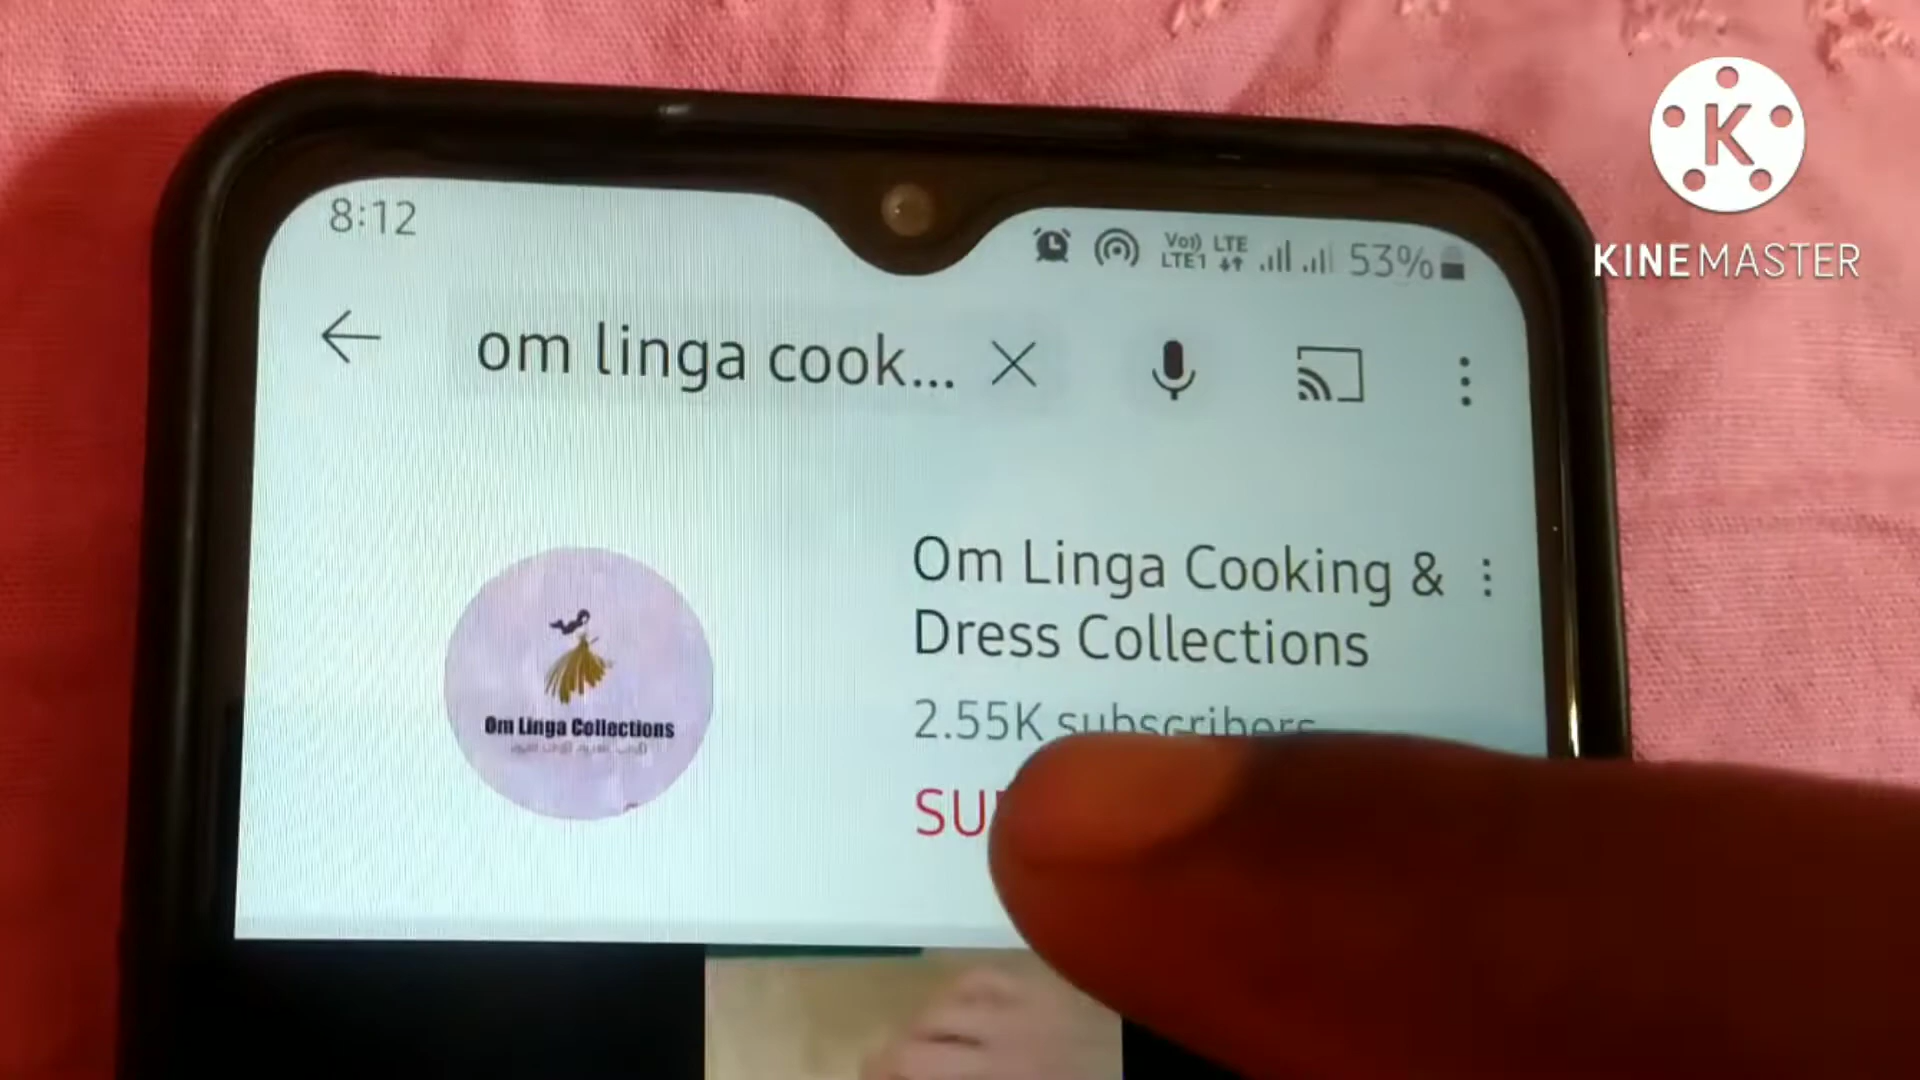 8:12
Vo)) LTE
LTE1
53%
om linga cook...
Om Linga Cooking &
Dress Collections
2.55K subscribers
SU
Om Linga Collections
K
KINEMASTER